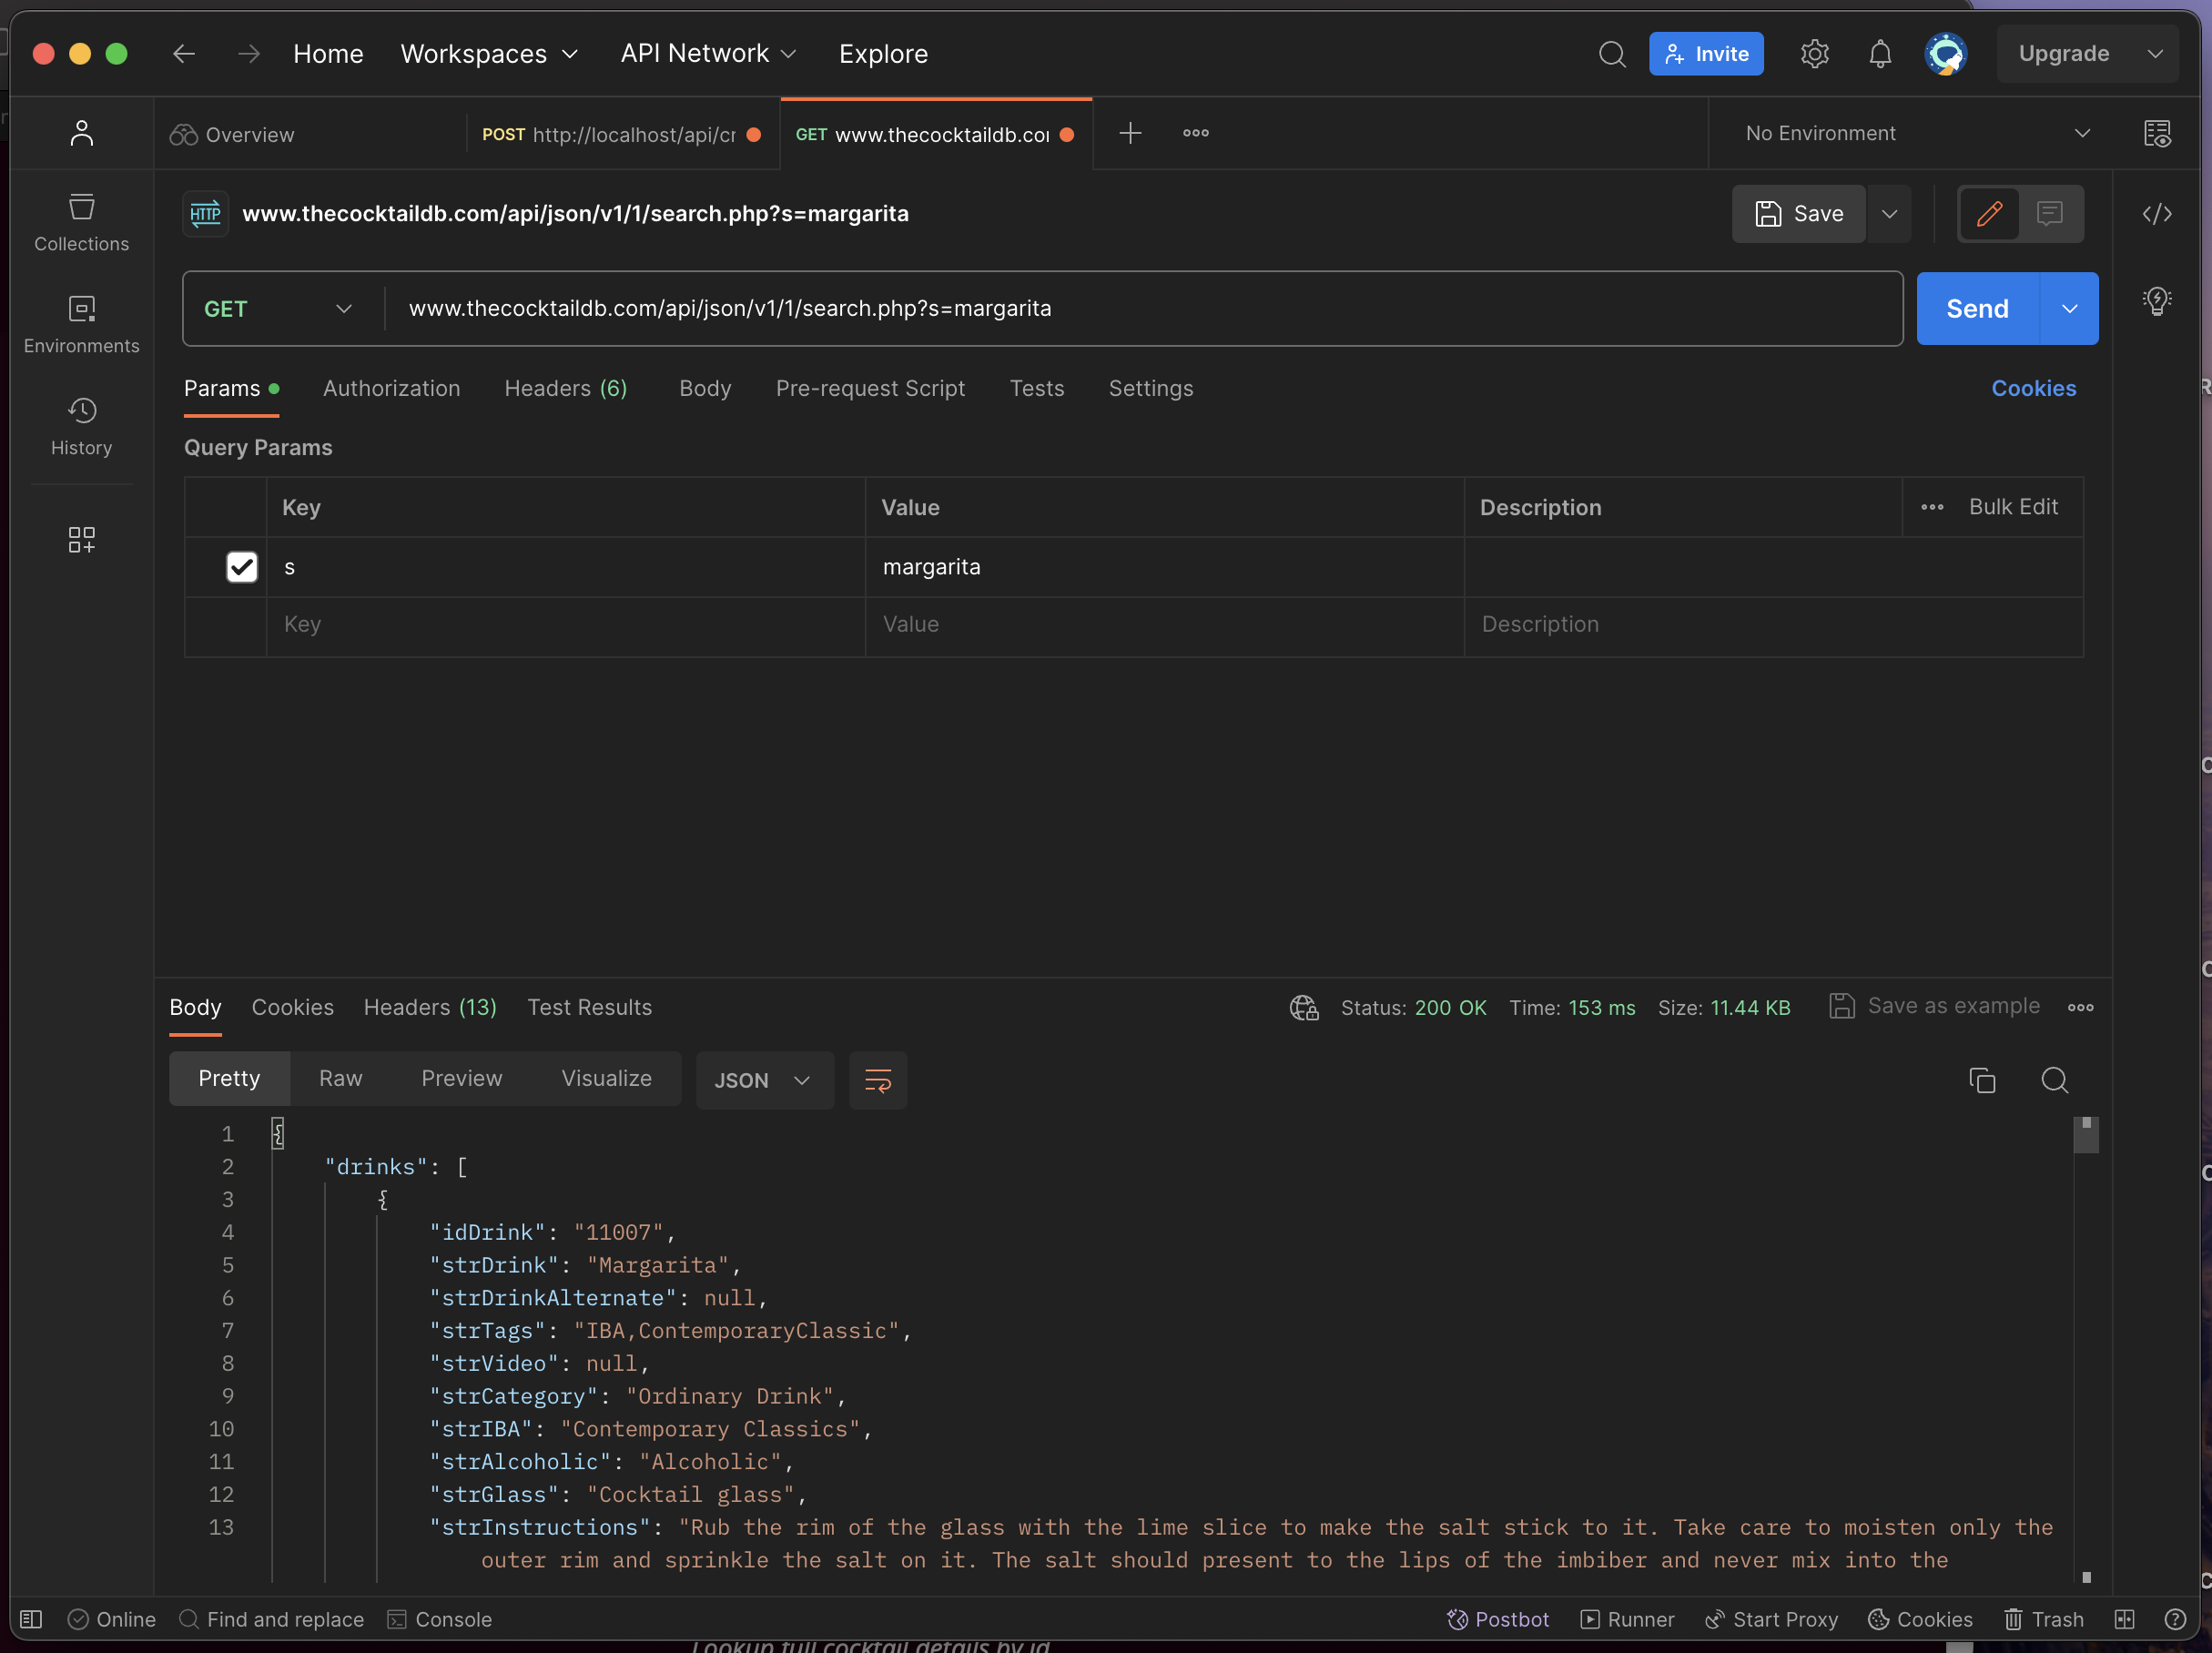 Home Workspaces API Network Explore Invite Upgrade
Overview POST http://localhost/api/cr GET www.thecocktaildb.com No Environment
HTTP www.thecocktaildb.com/api/json/v1/1/search.php?s=margarita Save
Collections
GET www.thecocktaildb.com/api/json/v1/1/search.php?s=margarita Send
Environments
Params Authorization Headers (6) Body Pre-request Script Tests Settings Cookies
History
Query Params
Key Value Description Bulk Edit
s margarita
Key Value Description
Body Cookies Headers (13) Test Results Status: 200 OK Time: 153 ms Size: 11.44 KB Save as example
Pretty Raw Preview Visualize JSON
1 {
2 "drinks": [
3 {
4 "idDrink": "11007",
5 "strDrink": "Margarita",
6 "strDrinkAlternate": null,
7 "strTags": "IBA,ContemporaryClassic",
8 "strVideo": null,
9 "strCategory": "Ordinary Drink",
10 "strIBA": "Contemporary Classics",
11 "strAlcoholic": "Alcoholic",
12 "strGlass": "Cocktail glass",
13 "strInstructions": "Rub the rim of the glass with the lime slice to make the salt stick to it. Take care to moisten only the
outer rim and sprinkle the salt on it. The salt should present to the lips of the imbiber and never mix into the
Online Find and replace Console Postbot Runner Start Proxy Cookies Trash
Lookup full cocktail details by id